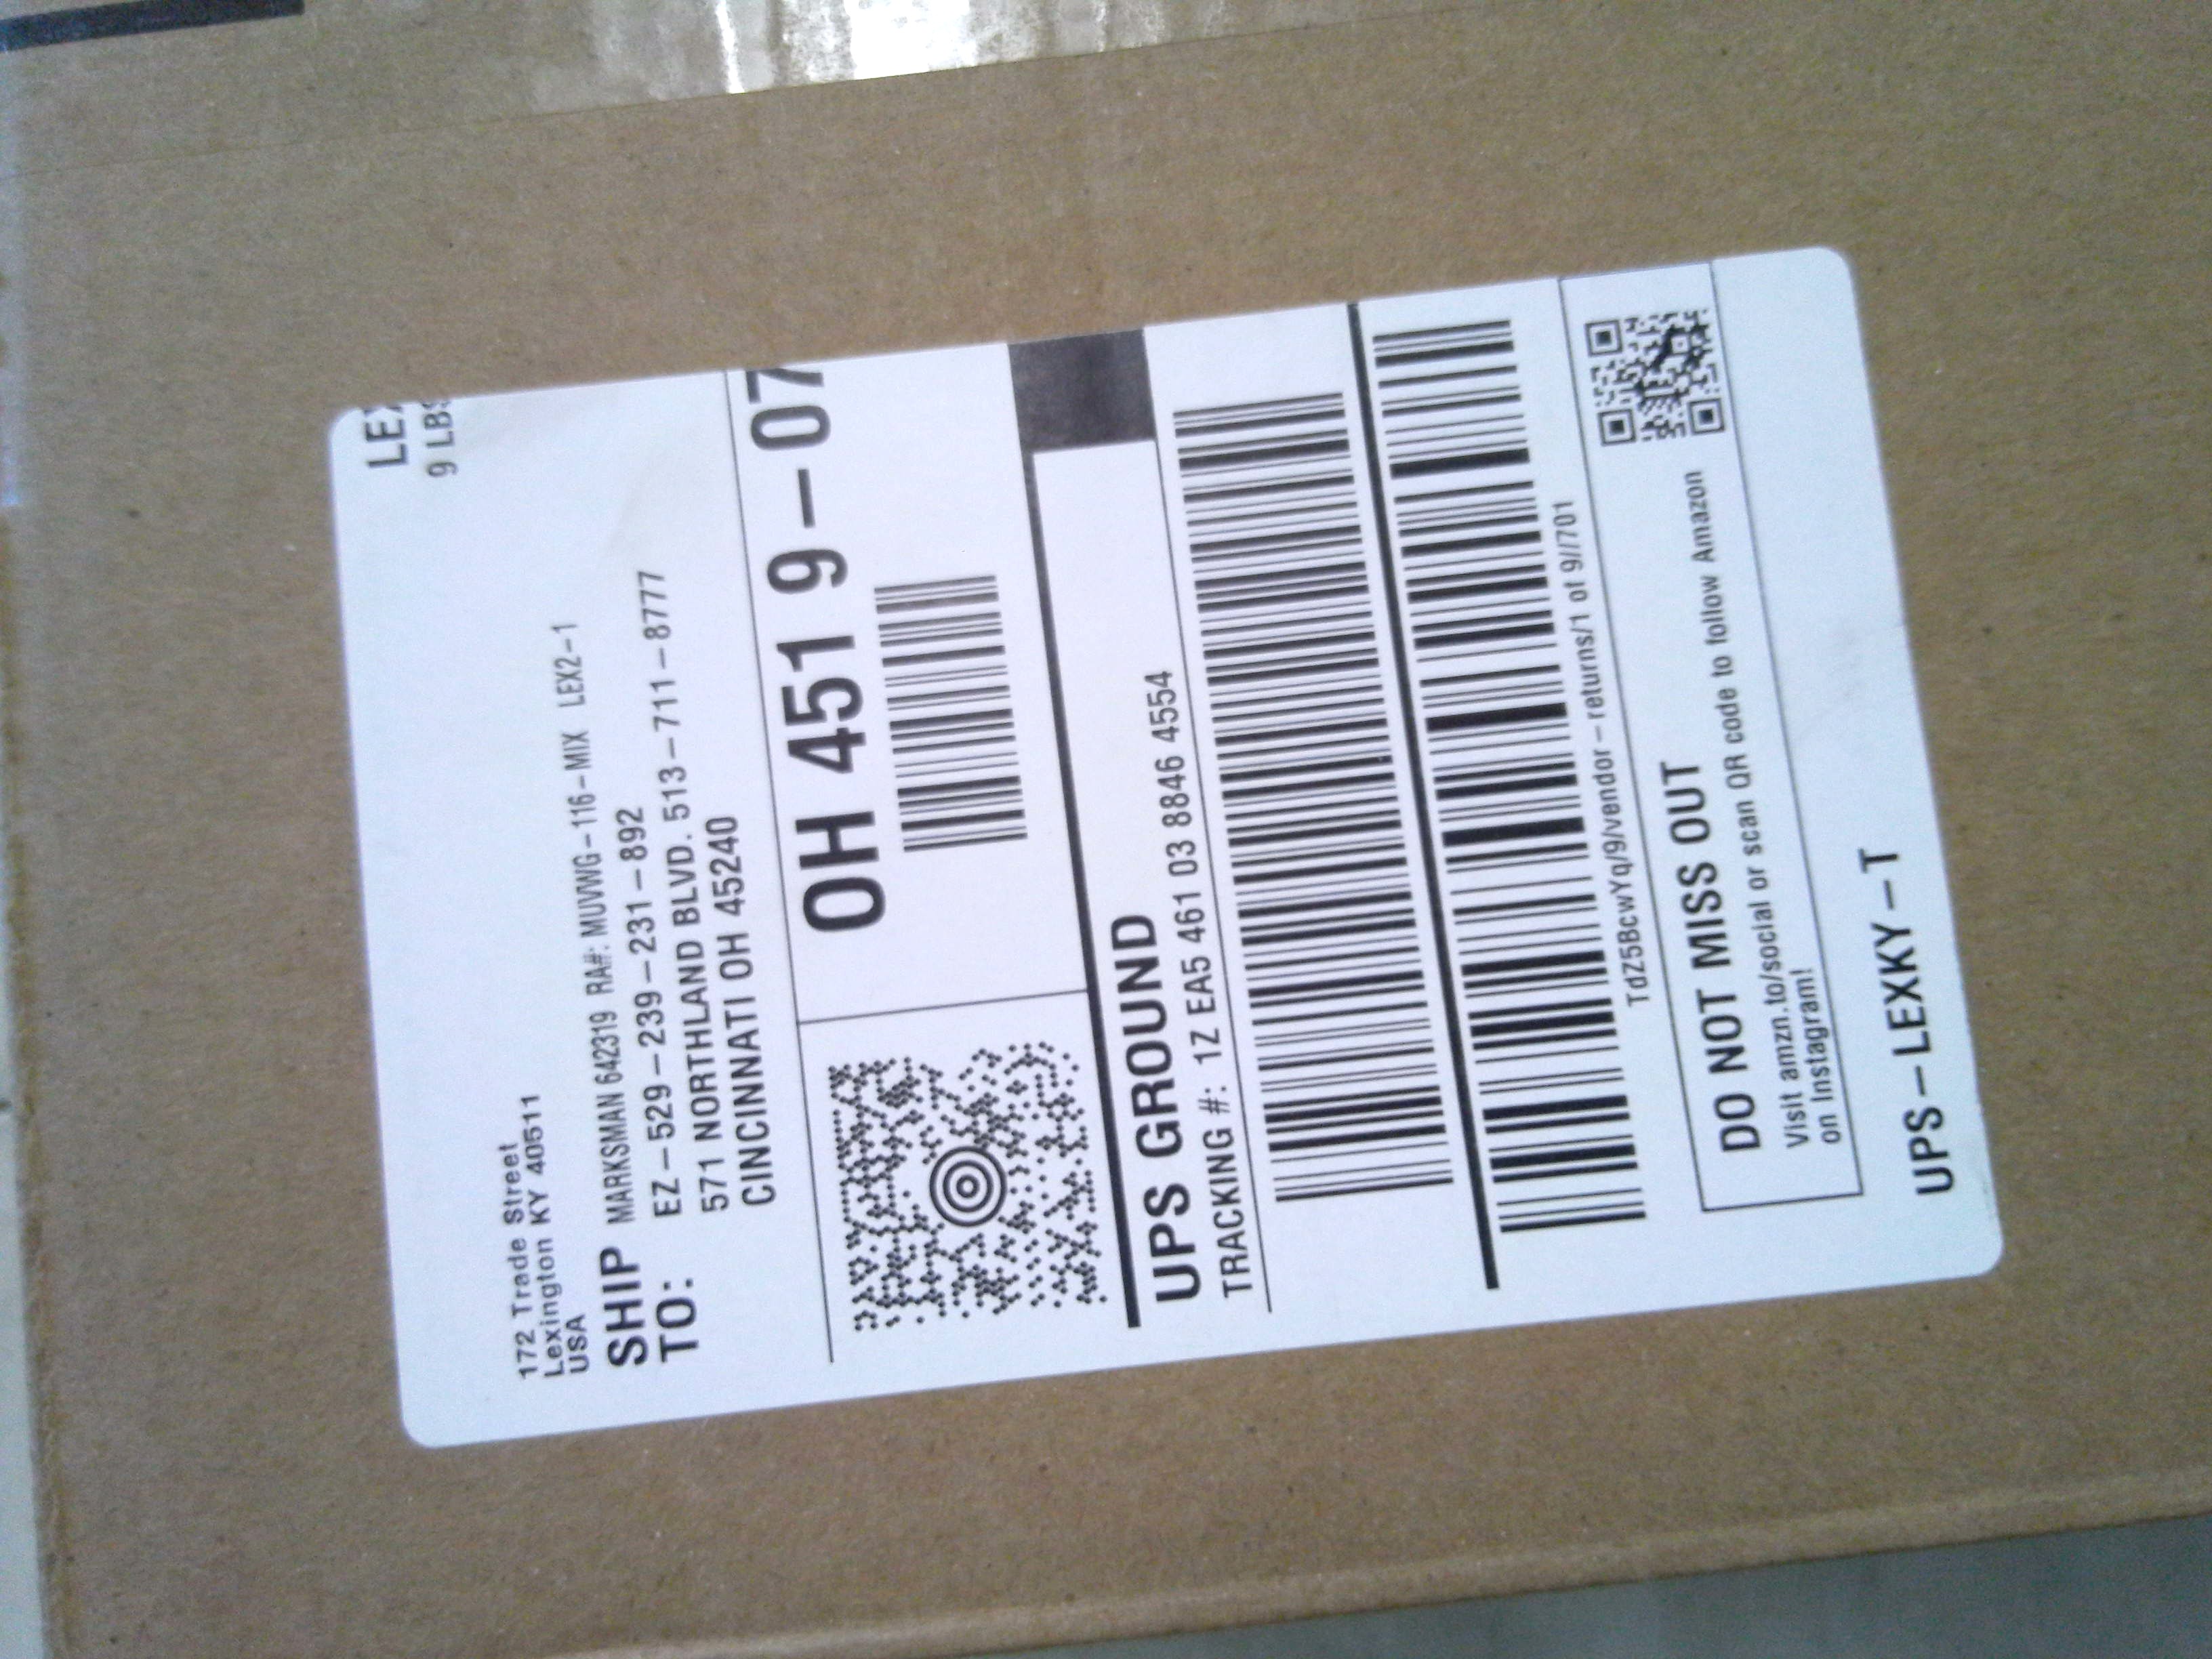 LEX
9 LBS
172 Trade Street
Lexington KY 40511
USA
SHIP TO:
MARKSMAN 642319 RA#: MUVWG-116-MIX LEX2-1
EZ-529-239-231-892
571 NORTHLAND BLVD. 513-711-8777
CINCINNATI OH 45240
OH 451 9-07
UPS GROUND
TRACKING #: 1Z EA5 461 03 8846 4554
TdZ5BcwYq/9/vendor-returns/1 of 9/701
DO NOT MISS OUT
Visit amzn.to/social or scan QR code to follow Amazon
on Instagram!
UPS-LEXKY-T